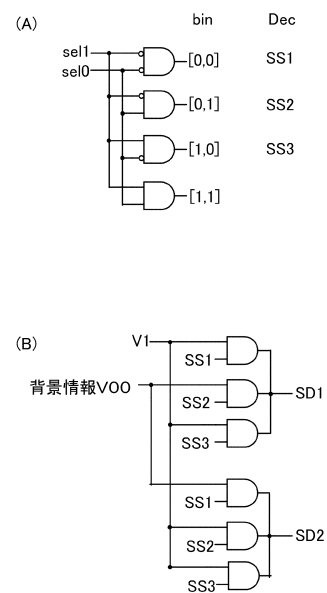 (A) bin Dec
sel1
sel0
[0,0] SS1
[0,1] SS2
[1,0] SS3
[1,1]
(B)
V1
SS1
背景情報V00
SS2
SD1
SS3
SS1
SS2
SD2
SS3